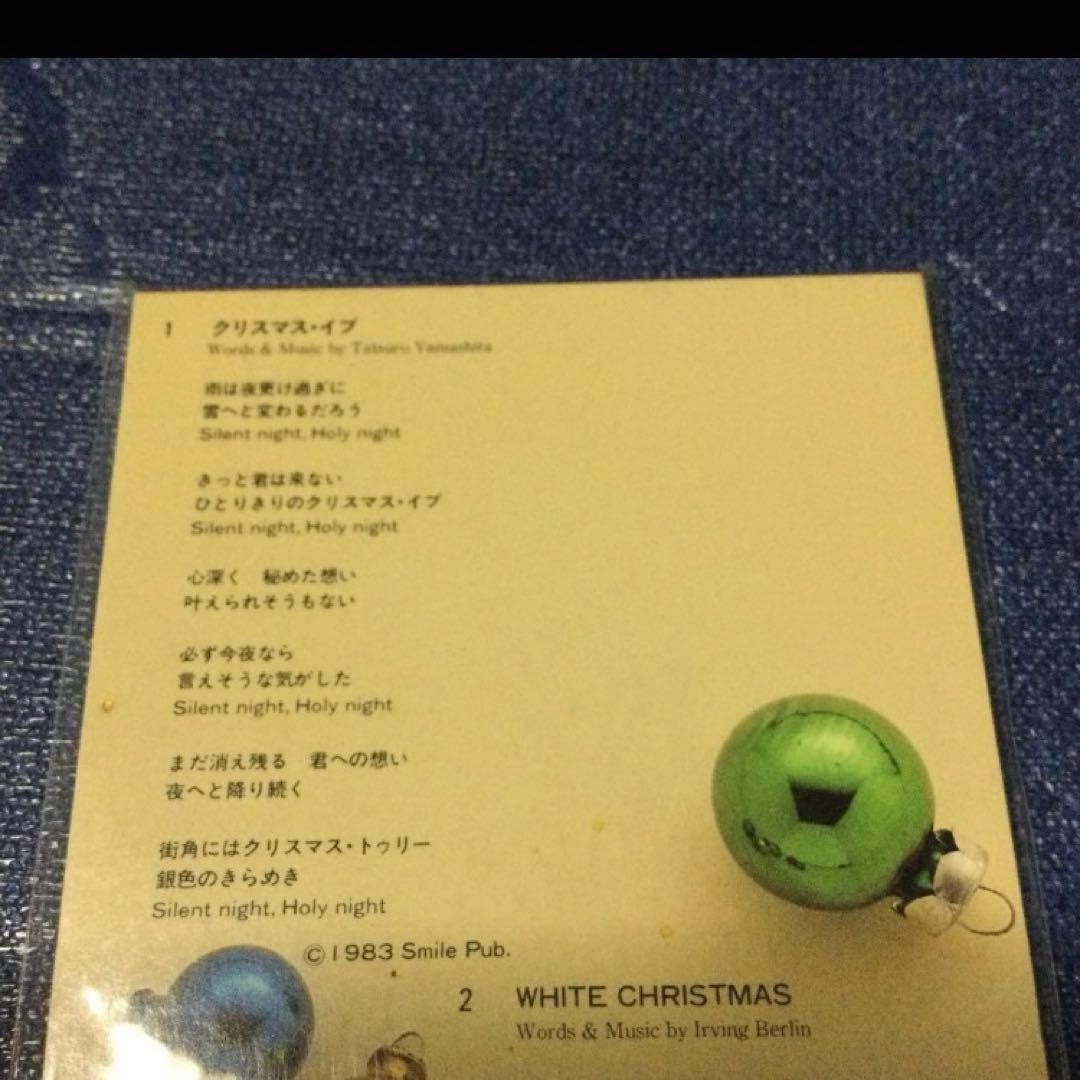 1 クリスマス・イブ
Words & Music by Tatsuro Yamashita
雨は夜更け過ぎに
雪へと変わるだろう
Silent night, Holy night
きっと君は来ない
ひとりきりのクリスマス・イブ
Silent night, Holy night
心深く 秘めた想い
叶えられそうもない
必ず今夜なら
言えそうな気がした
Silent night, Holy night
まだ消え残る 君への想い
夜へと降り続く
街角にはクリスマス・トゥリー
銀色のきらめき
Silent night, Holy night
©1983 Smile Pub.
2 WHITE CHRISTMAS
Words & Music by Irving Berlin